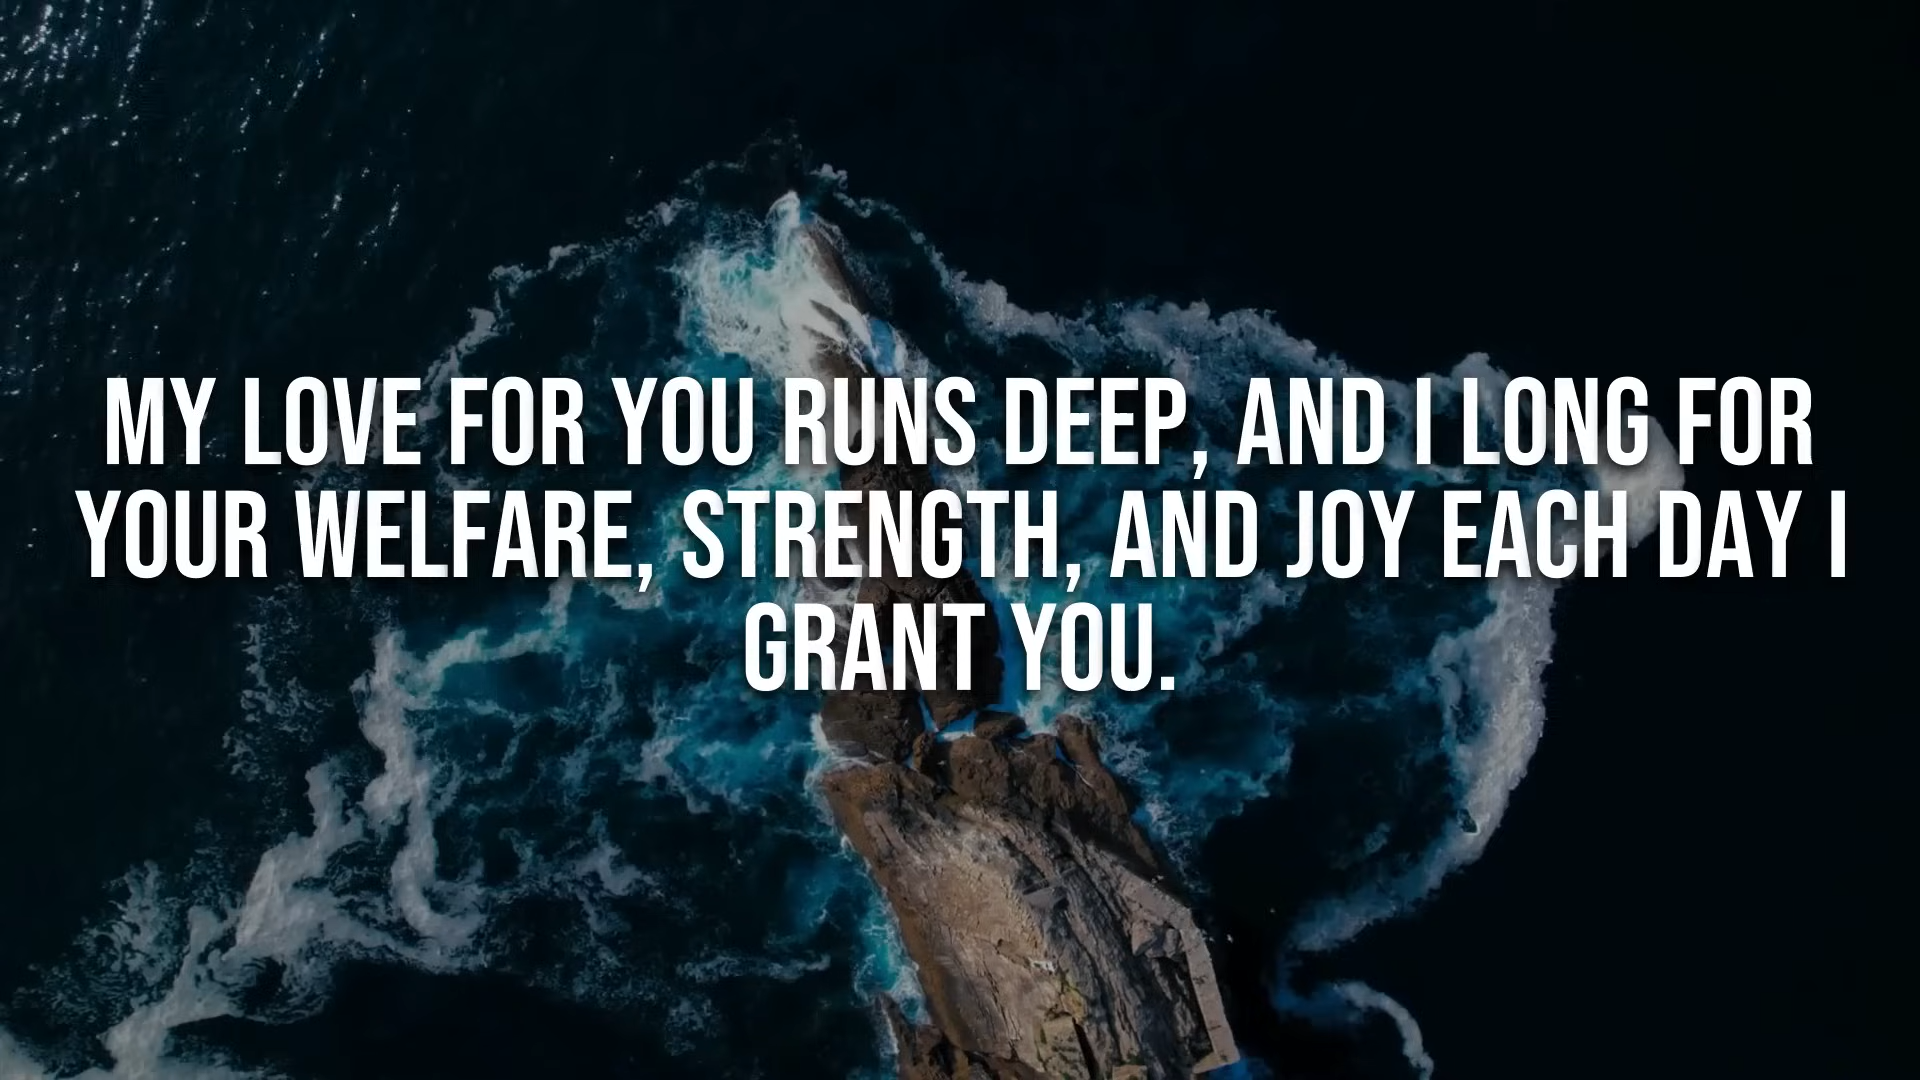 MY LOVE FOR YOU RUNS DEEP, AND I LONG FOR
YOUR WELFARE, STRENGTH, AND JOY EACH DAY I
GRANT YOU.